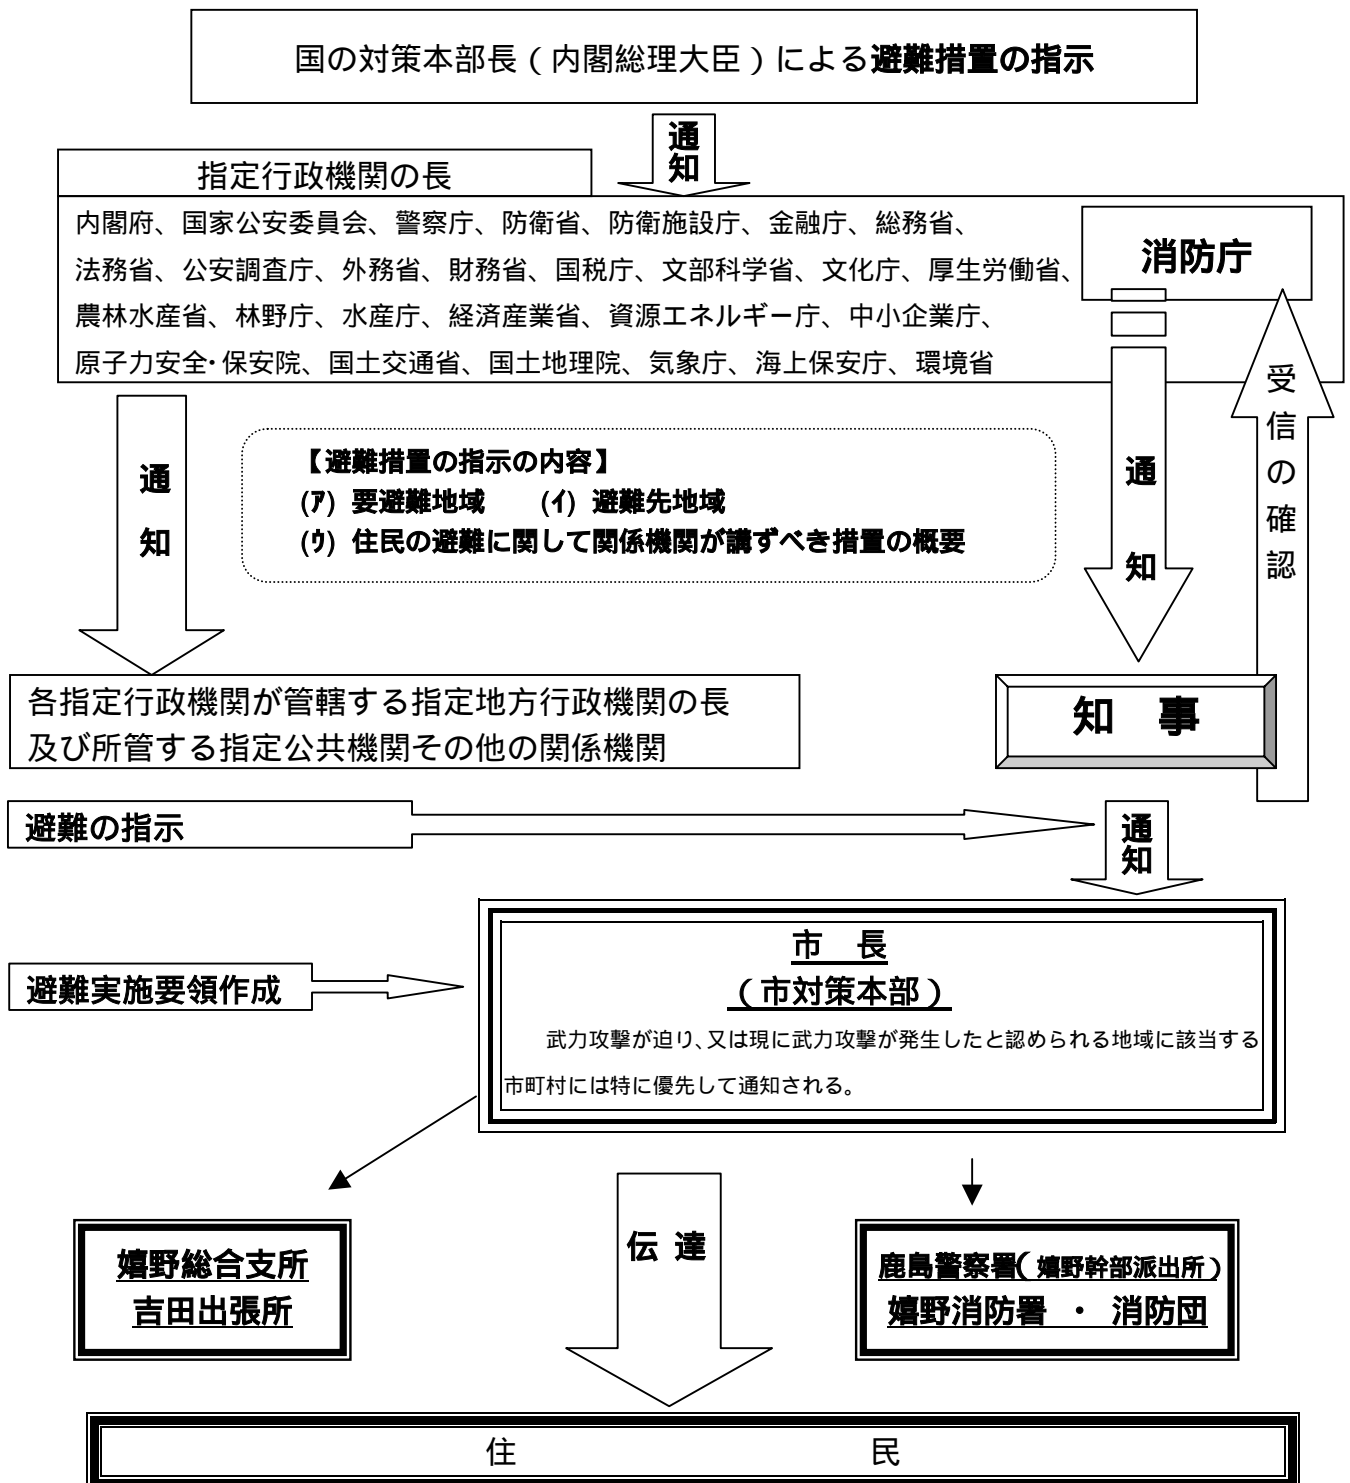 国の対策本部長（内閣総理大臣）による避難措置の指示
通知
指定行政機関の長
内閣府、国家公安委員会、警察庁、防衛省、防衛施設庁、金融庁、総務省、
法務省、公安調査庁、外務省、財務省、国税庁、文部科学省、文化庁、厚生労働省、
農林水産省、林野庁、水産庁、経済産業省、資源エネルギー庁、中小企業庁、
原子力安全・保安院、国土交通省、国土地理院、気象庁、海上保安庁、環境省
消防庁
受信の確認
通知
【避難措置の指示の内容】
(ｱ) 要避難地域　(ｲ) 避難先地域
(ｳ) 住民の避難に関して関係機関が講ずべき措置の概要
通知
各指定行政機関が管轄する指定地方行政機関の長
及び所管する指定公共機関その他の関係機関
知　事
避難の指示
通知
市　長
（市対策本部）
武力攻撃が迫り、又は現に武力攻撃が発生したと認められる地域に該当する
市町村には特に優先して通知される。
避難実施要領作成
嬉野総合支所
吉田出張所
伝　達
鹿島警察署（嬉野幹部派出所）
嬉野消防署　・　消防団
住　　　　民